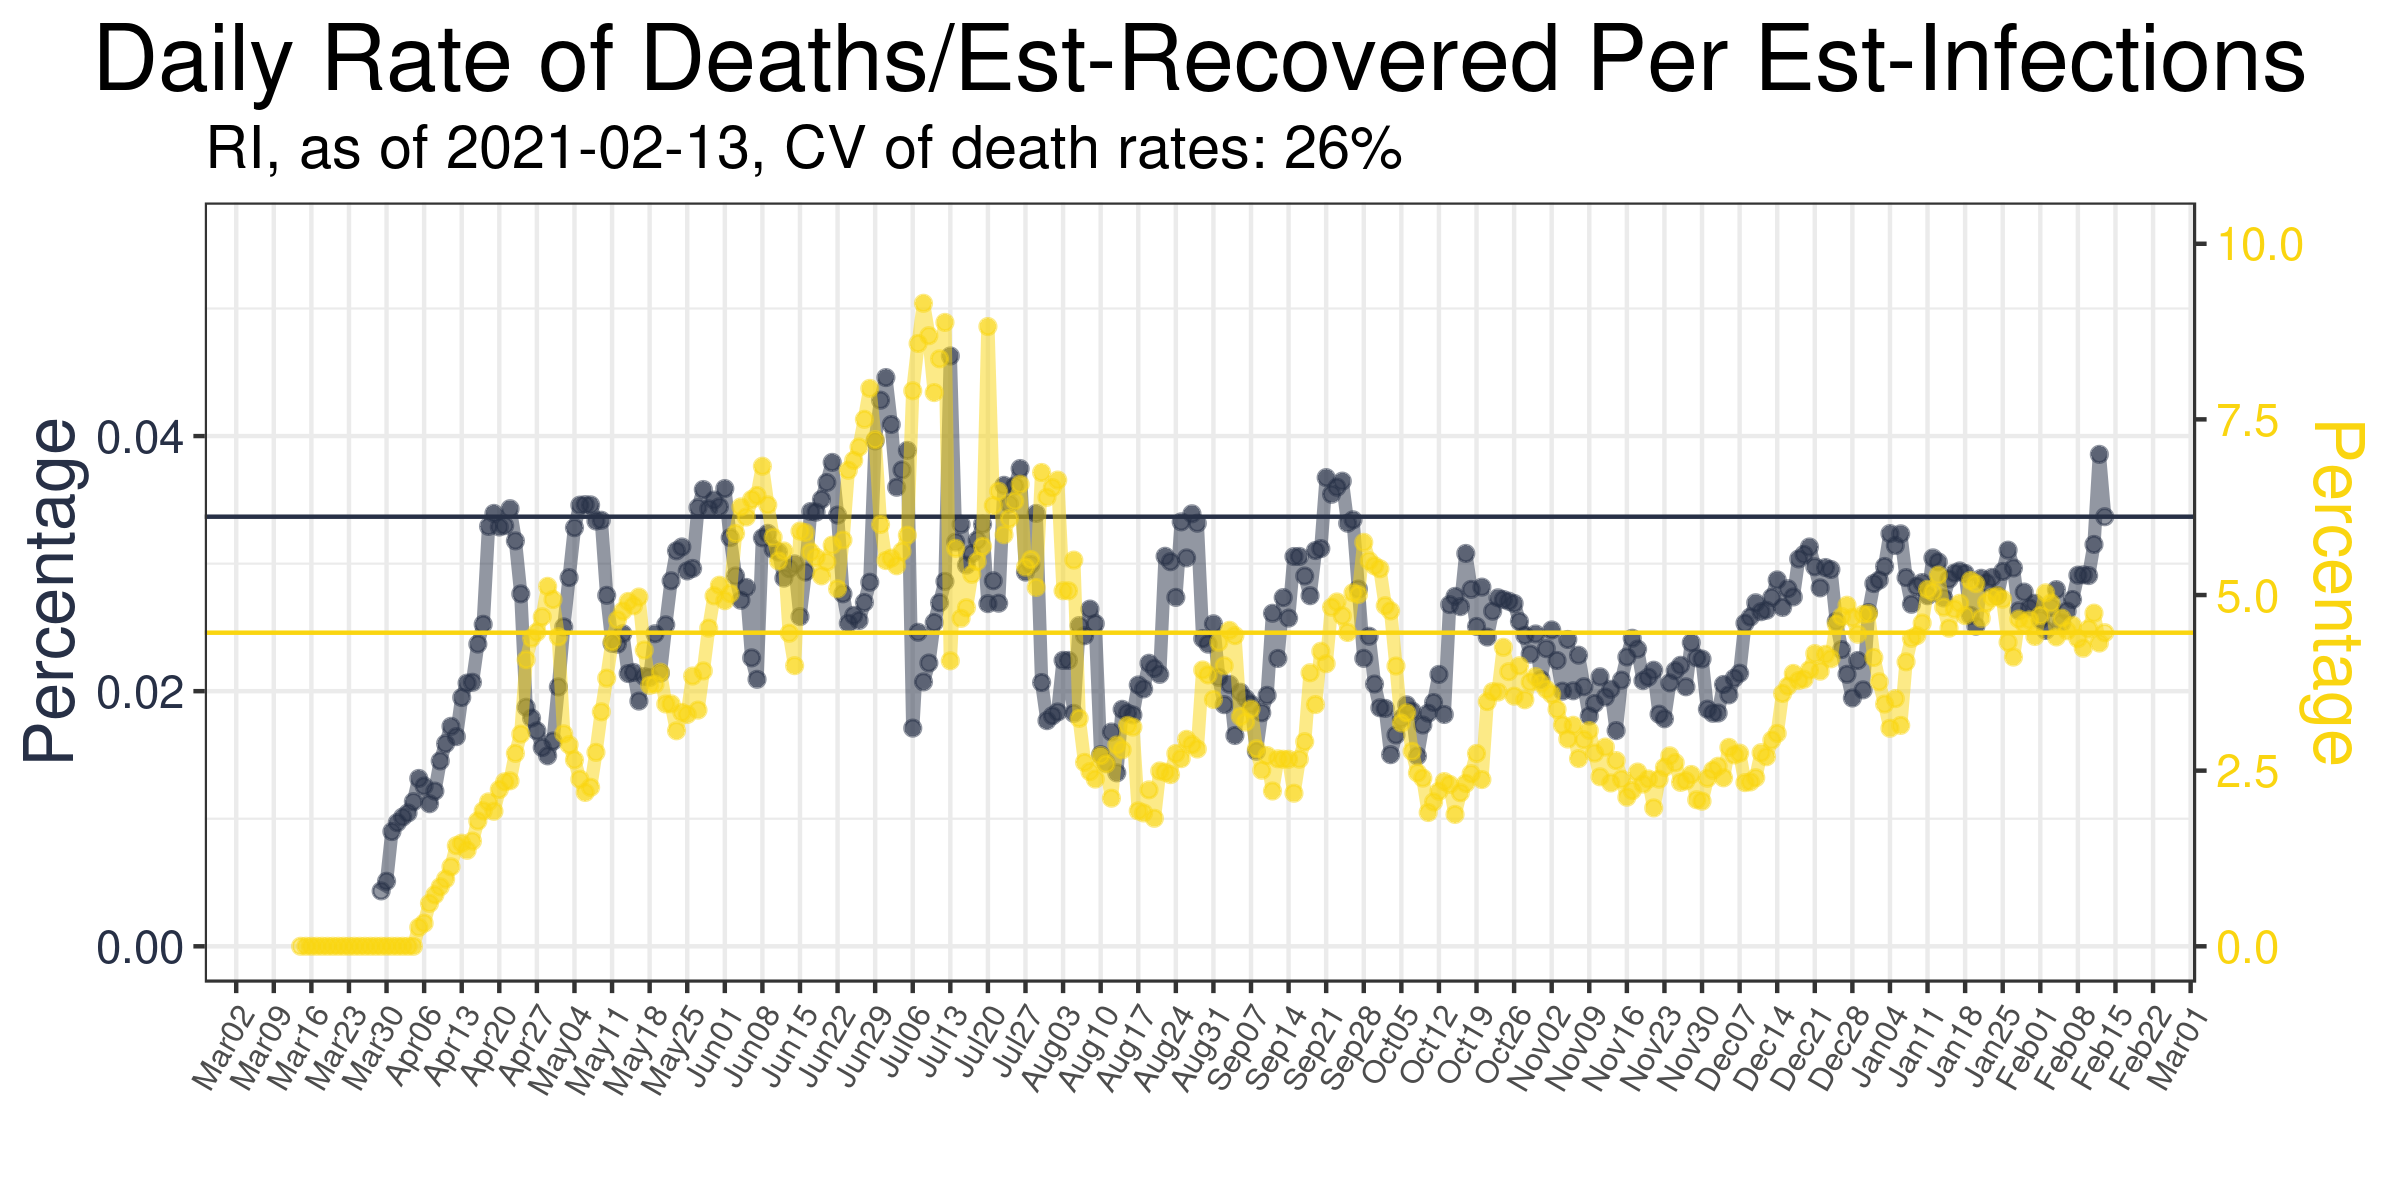 Daily Rate of Deaths/Est-Recovered Per Est-Infections
RI, as of 2021-02-13, CV of death rates: 26%
Percentage
0.04
0.02
0.00
10.0
7.5
5.0
2.5
0.0
Percentage
Mar02
Mar09
Mar16
Mar23
Mar30
Apr06
Apr13
Apr20
Apr27
May04
May11
May18
May25
Jun01
Jun08
Jun15
Jun22
Jun29
Jul06
Jul13
Jul20
Jul27
Aug03
Aug10
Aug17
Aug24
Aug31
Sep07
Sep14
Sep21
Sep28
Oct05
Oct12
Oct19
Oct26
Nov02
Nov09
Nov16
Nov23
Nov30
Dec07
Dec14
Dec21
Dec28
Jan04
Jan11
Jan18
Jan25
Feb01
Feb08
Feb15
Feb22
Mar01